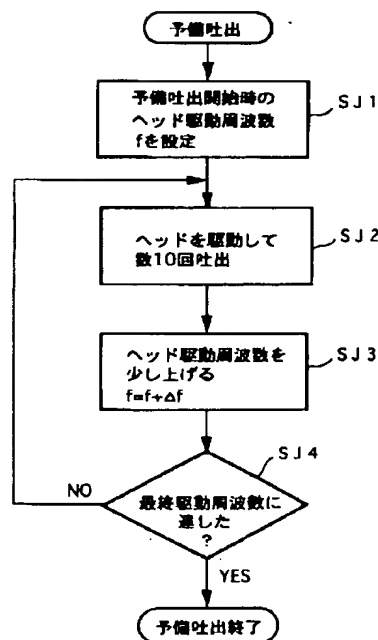 予備吐出
予備吐出開始時の
ヘッド駆動周波数
fを設定
SJ1
ヘッドを駆動して
数10回吐出
SJ2
ヘッド駆動周波数を
少し上げる
f=f+Δf
SJ3
SJ4
NO
最終駆動周波数に
達した
?
YES
予備吐出終了